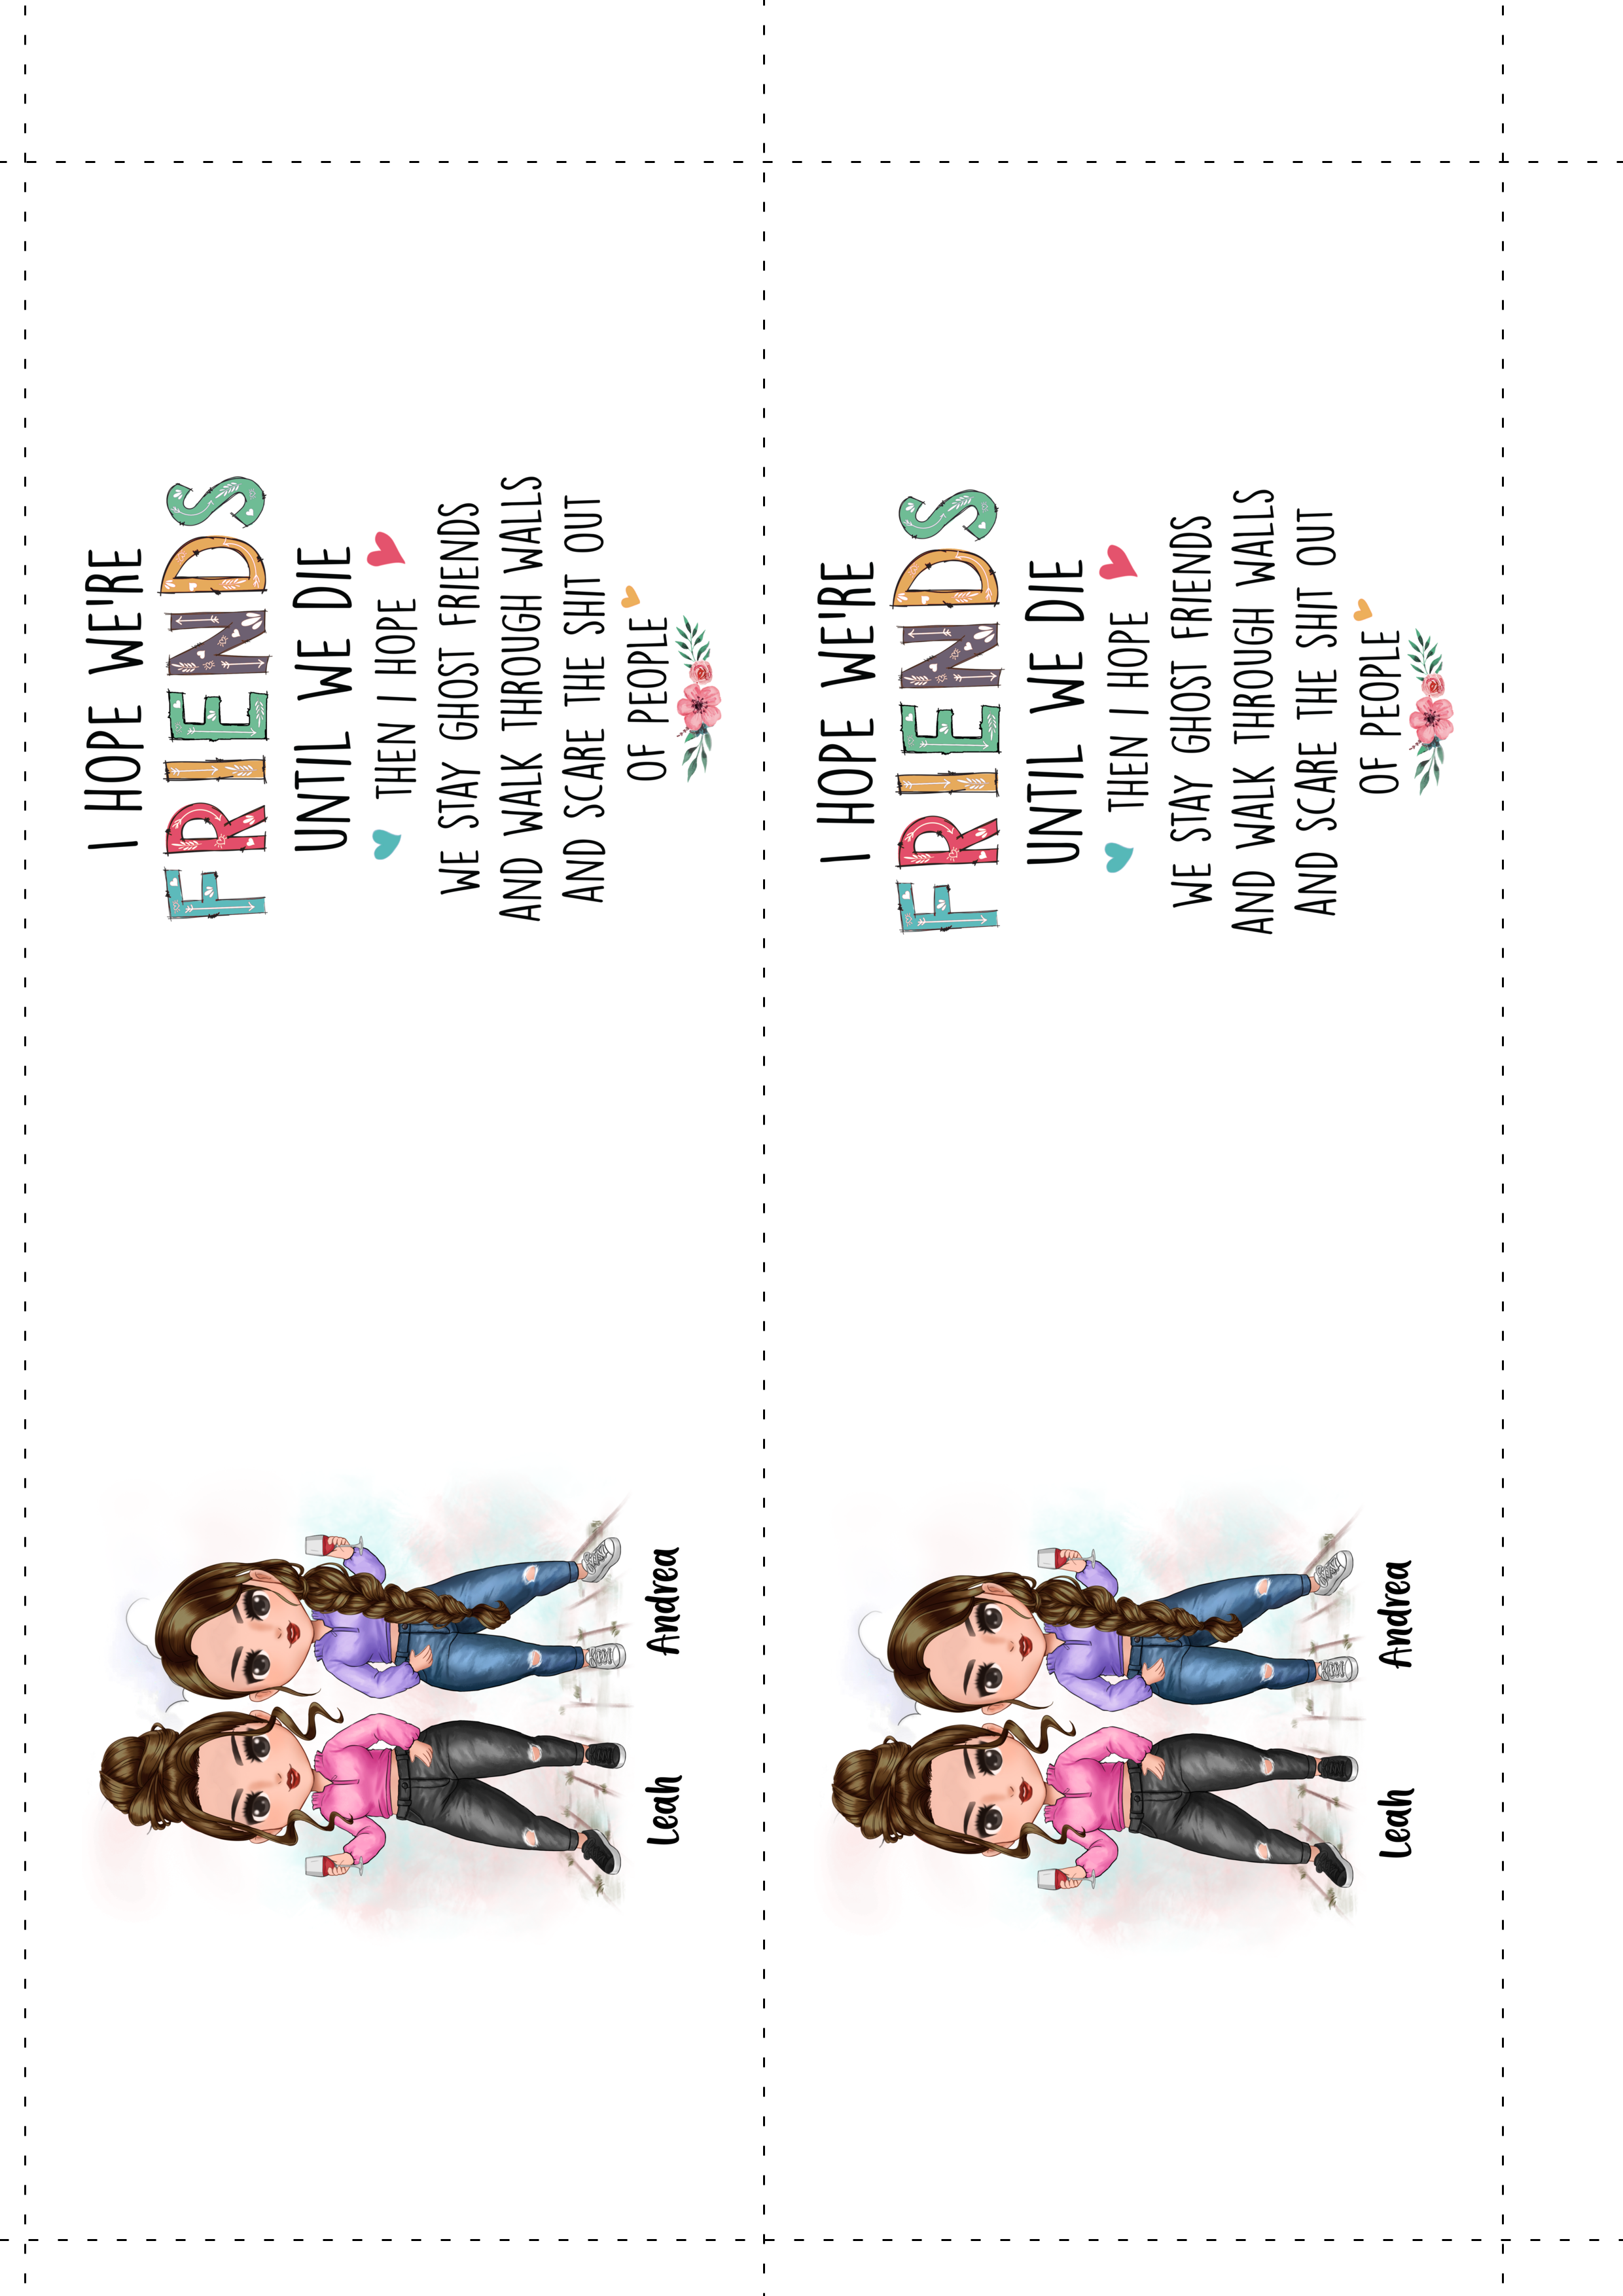 I HOPE WE'RE
FRIENDS
UNTIL WE DIE
THEN I HOPE
WE STAY GHOST FRIENDS
AND WALK THROUGH WALLS
AND SCARE THE SHIT OUT
OF PEOPLE
Leah Andrea
I HOPE WE'RE
FRIENDS
UNTIL WE DIE
THEN I HOPE
WE STAY GHOST FRIENDS
AND WALK THROUGH WALLS
AND SCARE THE SHIT OUT
OF PEOPLE
Leah Andrea